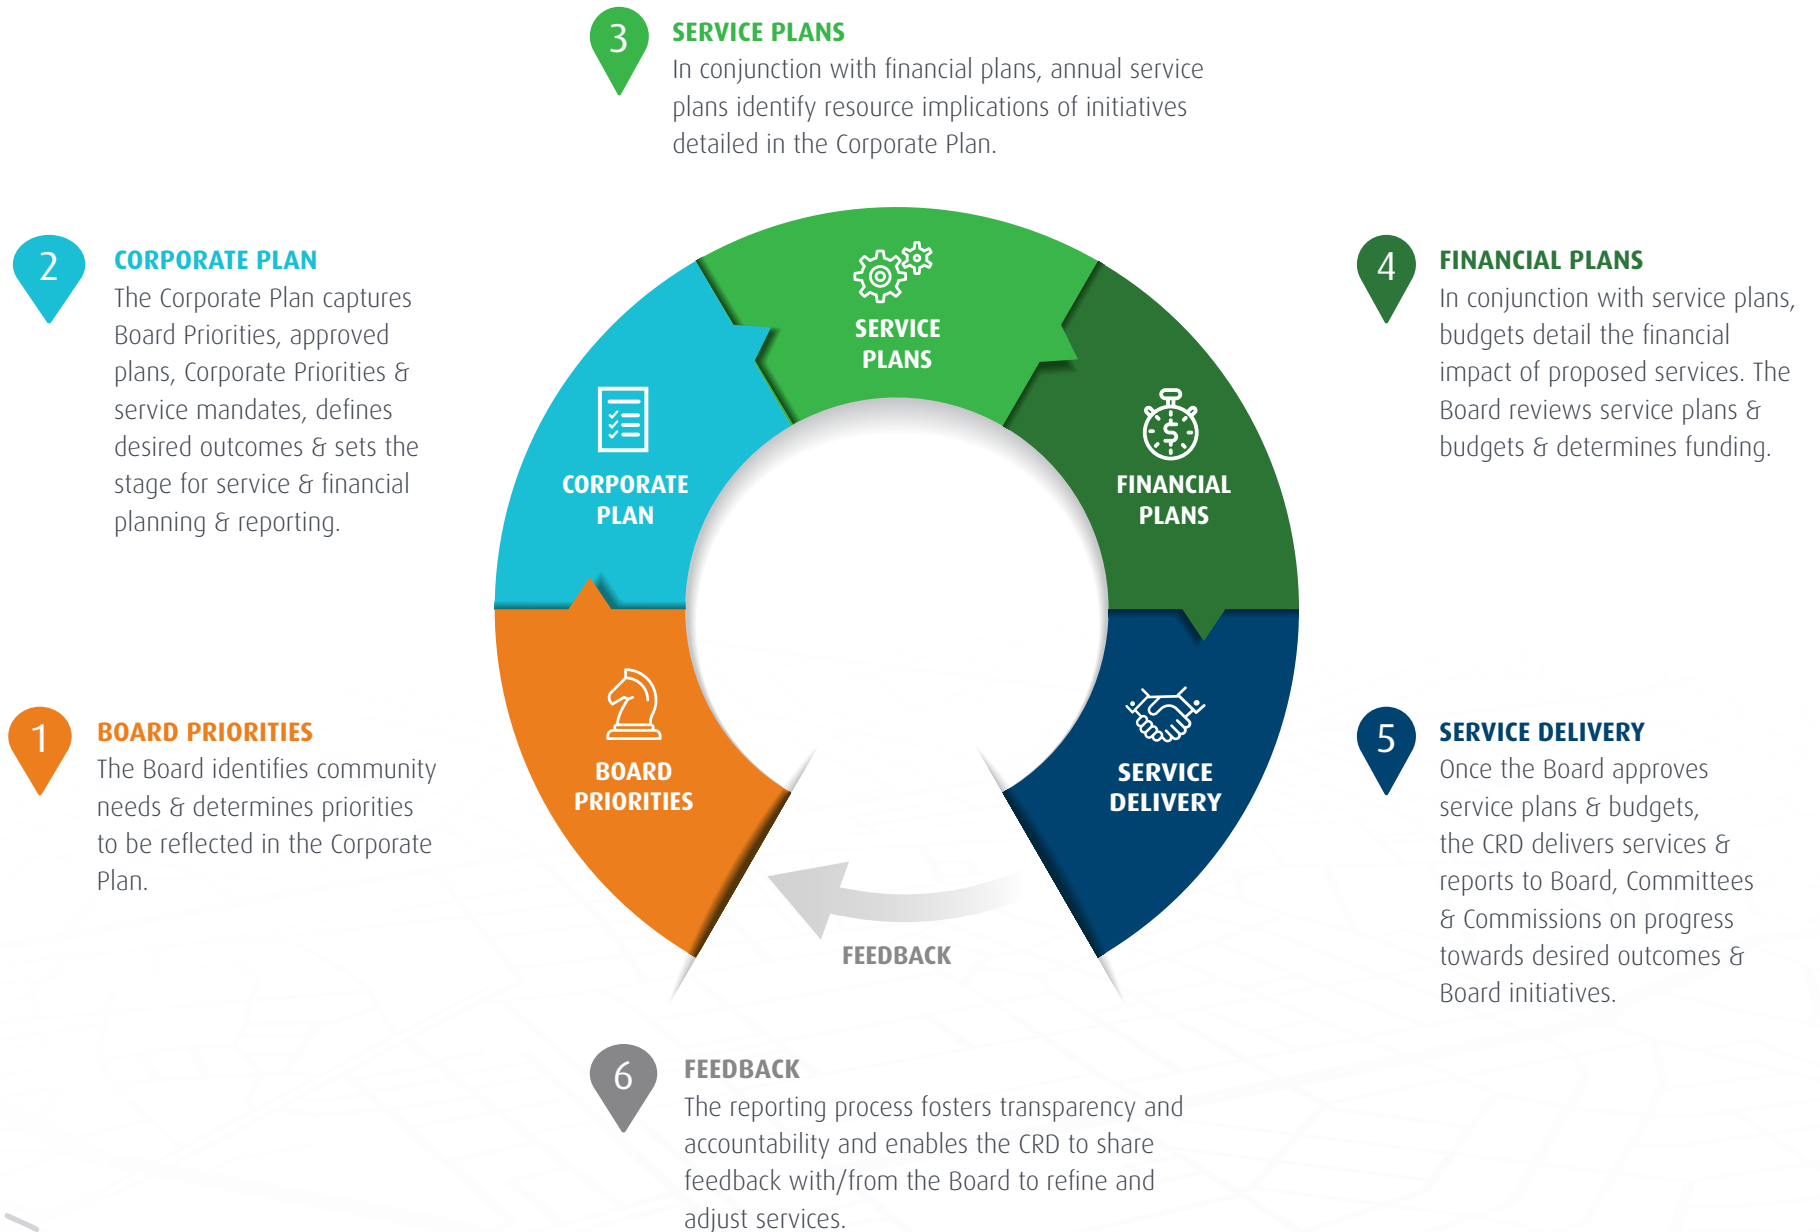 3
SERVICE PLANS
In conjunction with financial plans, annual service
plans identify resource implications of initiatives
detailed in the Corporate Plan.
2
CORPORATE PLAN
The Corporate Plan captures
Board Priorities, approved
plans, Corporate Priorities &
service mandates, defines
desired outcomes & sets the
stage for service & financial
planning & reporting.
4
FINANCIAL PLANS
In conjunction with service plans,
budgets detail the financial
impact of proposed services. The
Board reviews service plans &
budgets & determines funding.
SERVICE
PLANS
CORPORATE
PLAN
$
FINANCIAL
PLANS
1
BOARD PRIORITIES
The Board identifies community
needs & determines priorities
to be reflected in the Corporate
Plan.
BOARD
PRIORITIES
SERVICE
DELIVERY
5
SERVICE DELIVERY
Once the Board approves
service plans & budgets,
the CRD delivers services &
reports to Board, Committees
& Commissions on progress
towards desired outcomes &
Board initiatives.
FEEDBACK
6
FEEDBACK
The reporting process fosters transparency and
accountability and enables the CRD to share
feedback with/from the Board to refine and
adjust services.